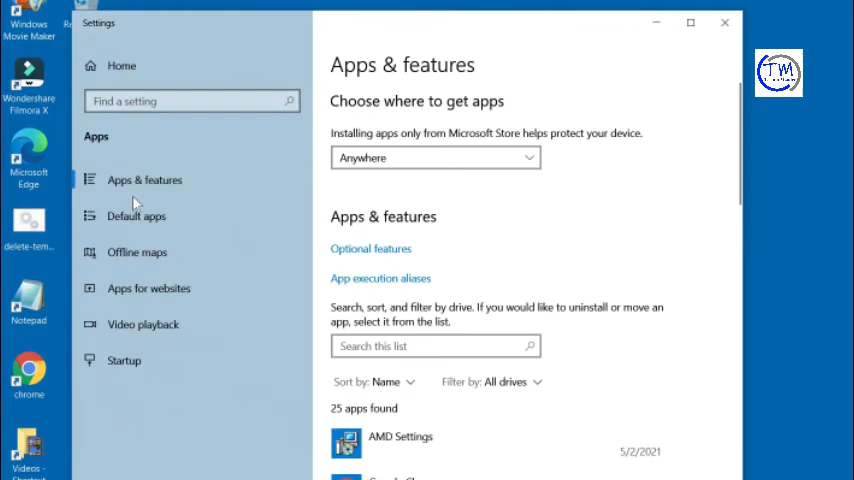 Windows
Movie Maker
Wondershare
Filmora X
Microsoft
Edge
delete-tem...
Notepad
chrome
Videos -
Shortcut
Settings
Home
Find a setting
Apps
Apps & features
Default apps
Offline maps
Apps for websites
Video playback
Startup
Apps & features
Choose where to get apps
Installing apps only from Microsoft Store helps protect your device.
Anywhere
Apps & features
Optional features
App execution aliases
Search, sort, and filter by drive. If you would like to uninstall or move an
app, select it from the list.
Search this list
Sort by: Name
Filter by: All drives
25 apps found
AMD Settings
5/2/2021
TM